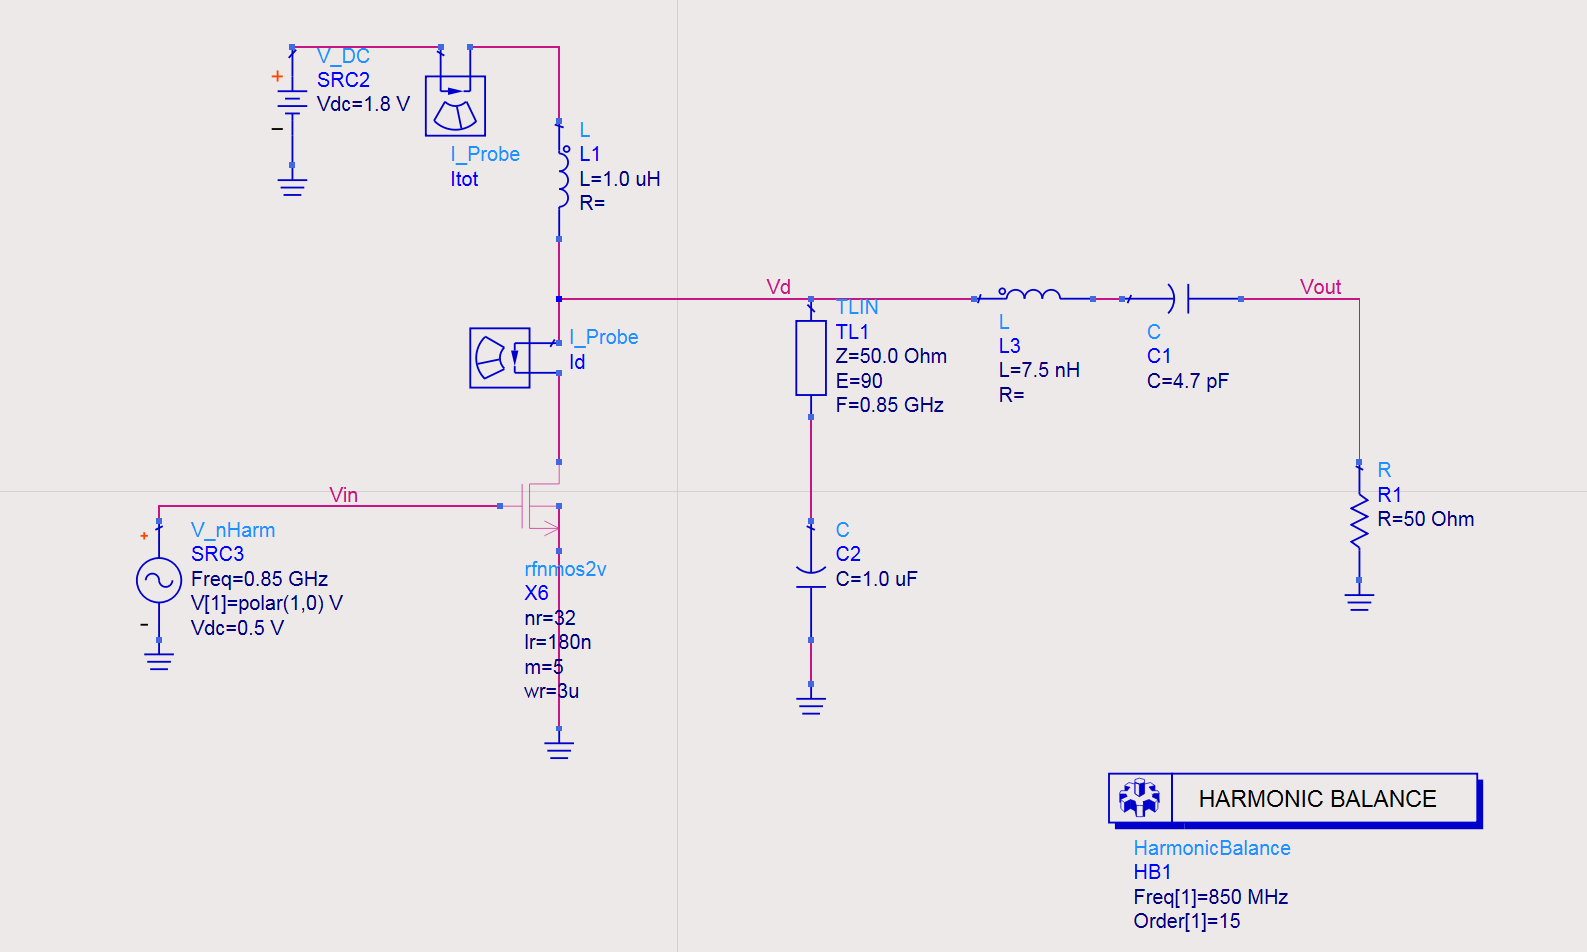 V_DC
SRC2
Vdc=1.8 V
+
−
I_Probe
Itot
L
L1
L=1.0 uH
R=
Vd
Vout
TLIN
TL1
Z=50.0 Ohm
E=90
F=0.85 GHz
L
L3
L=7.5 nH
R=
C
C1
C=4.7 pF
I_Probe
Id
R
R1
R=50 Ohm
Vin
+
-
V_nHarm
SRC3
Freq=0.85 GHz
V[1]=polar(1,0) V
Vdc=0.5 V
rfnmos2v
X6
nr=32
lr=180n
m=5
wr=3u
C
C2
C=1.0 uF
HARMONIC BALANCE
HarmonicBalance
HB1
Freq[1]=850 MHz
Order[1]=15